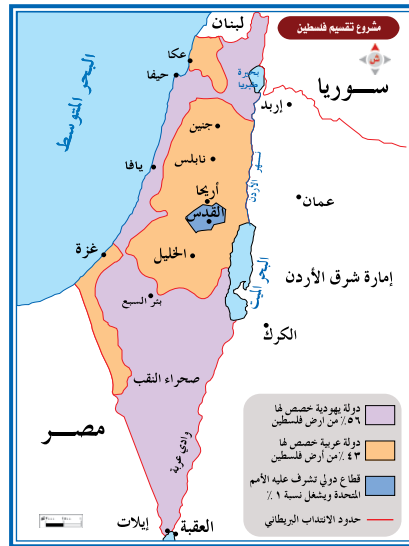 مشروع تقسيم فلسطين
لبنان
ش
عكا
حيفا
بحيرة
طبريا
سـوريا
إربد
البحر المتوسط
جنين
نابلس
يافا
نهر الأردن
أريحا
القدس
عمان
غزة
الخليل
البحر الميت
إمارة شرق الأردن
بئر السبع
الكرك
صحراء النقب
مصـر
وادي عربة
إيلات
العقبة
دولة يهودية خصص لها
٥٦٪ من أرض فلسطين
دولة عربية خصص لها
٤٣٪ من أرض فلسطين
قطاع دولي تشرف عليه الأمم
المتحدة ويشغل نسبة ١٪
حدود الانتداب البريطاني